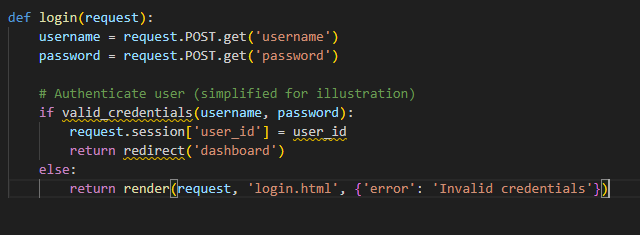 def login(request):
    username = request.POST.get('username')
    password = request.POST.get('password')

    # Authenticate user (simplified for illustration)
    if valid_credentials(username, password):
        request.session['user_id'] = user_id
        return redirect('dashboard')
    else:
        return render(request, 'login.html', {'error': 'Invalid credentials'})